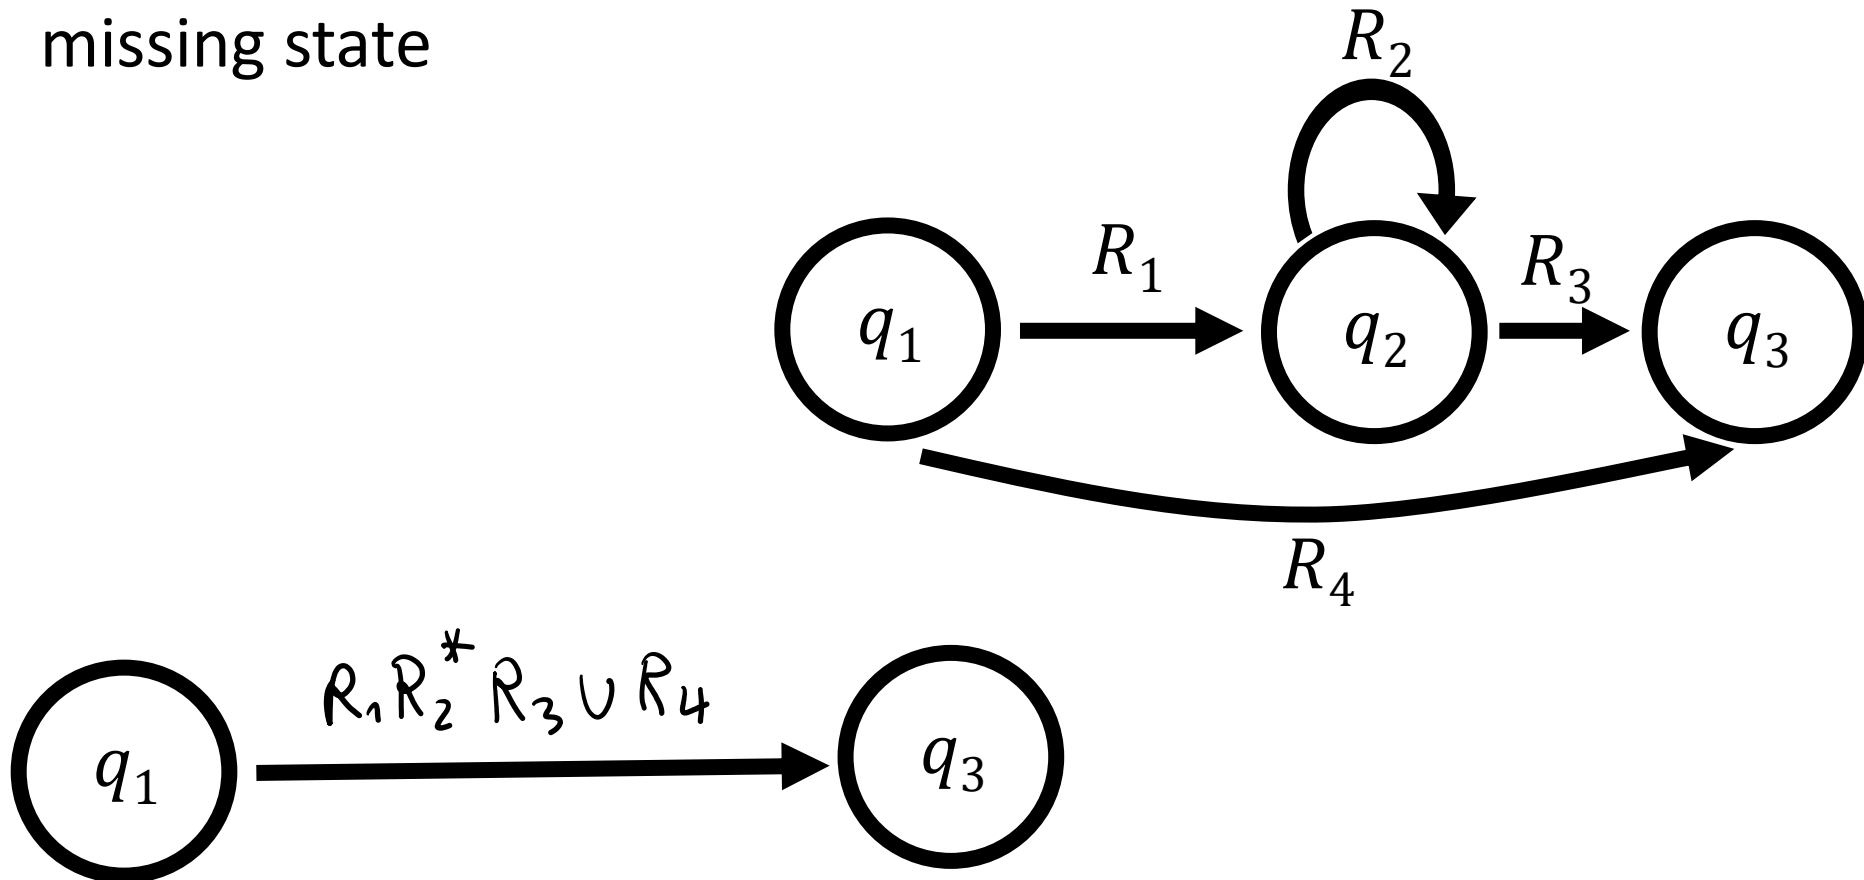 missing state
R₂
R₁
R₃
q₁
q₂
q₃
R₄
R₁R₂* R₃ ∪ R₄
q₁
q₃